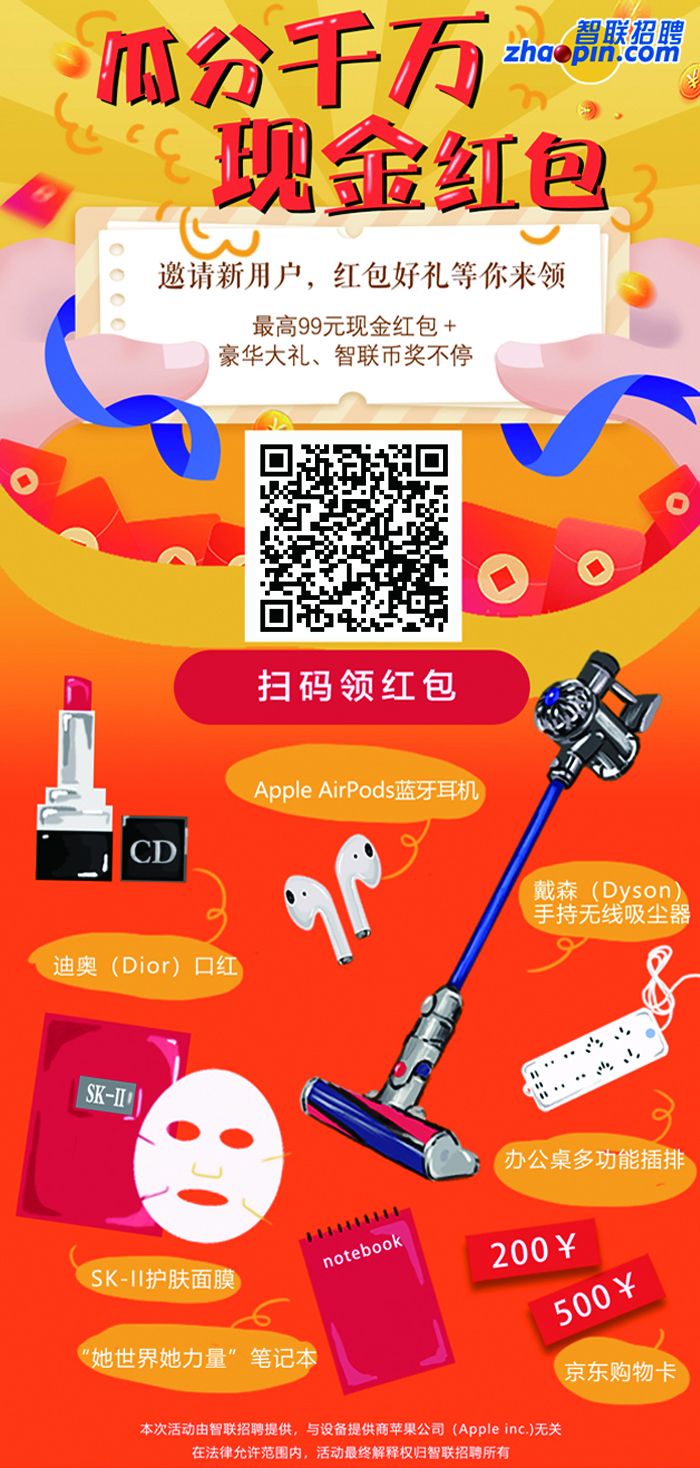 智联招聘
zhaopin.com
瓜分千万
现金红包
邀请新用户，红包好礼等你来领
最高99元现金红包＋
豪华大礼、智联币奖不停
扫码领红包
Apple AirPods蓝牙耳机
CD
戴森（Dyson）
手持无线吸尘器
迪奥（Dior）口红
SK-II
办公桌多功能插排
notebook
200￥
500￥
SK-II护肤面膜
“她世界她力量”笔记本
京东购物卡
本次活动由智联招聘提供，与设备提供商苹果公司（Apple inc.)无关
在法律允许范围内，活动最终解释权归智联招聘所有